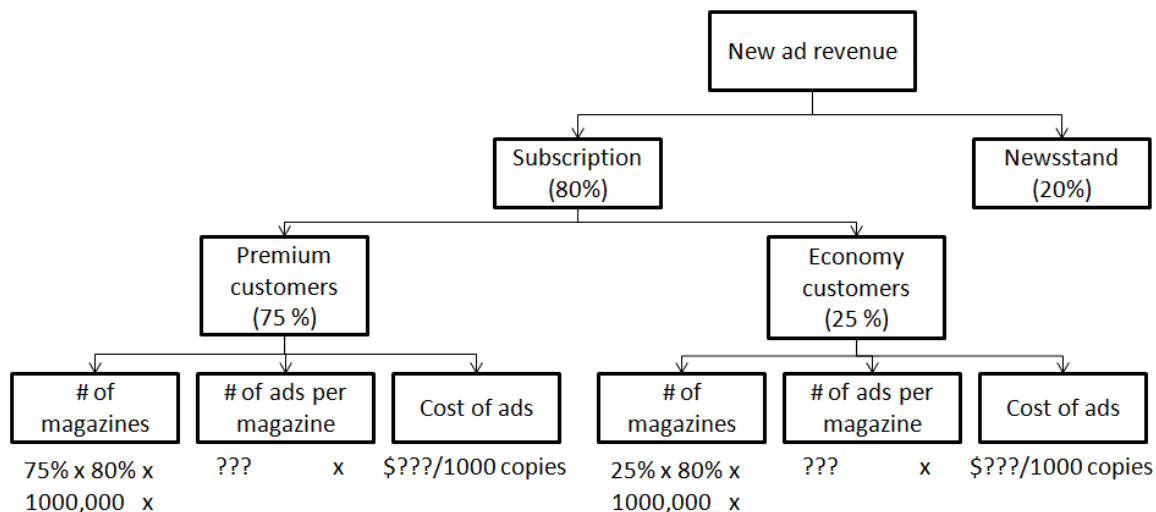 New ad revenue
Subscription
(80%)
Newsstand
(20%)
Premium
customers
(75 %)
Economy
customers
(25 %)
# of
magazines
# of ads per
magazine
Cost of ads
# of
magazines
# of ads per
magazine
Cost of ads
75% x 80% x
1000,000 x
??? x
$???/1000 copies
25% x 80% x
1000,000 x
??? x
$???/1000 copies